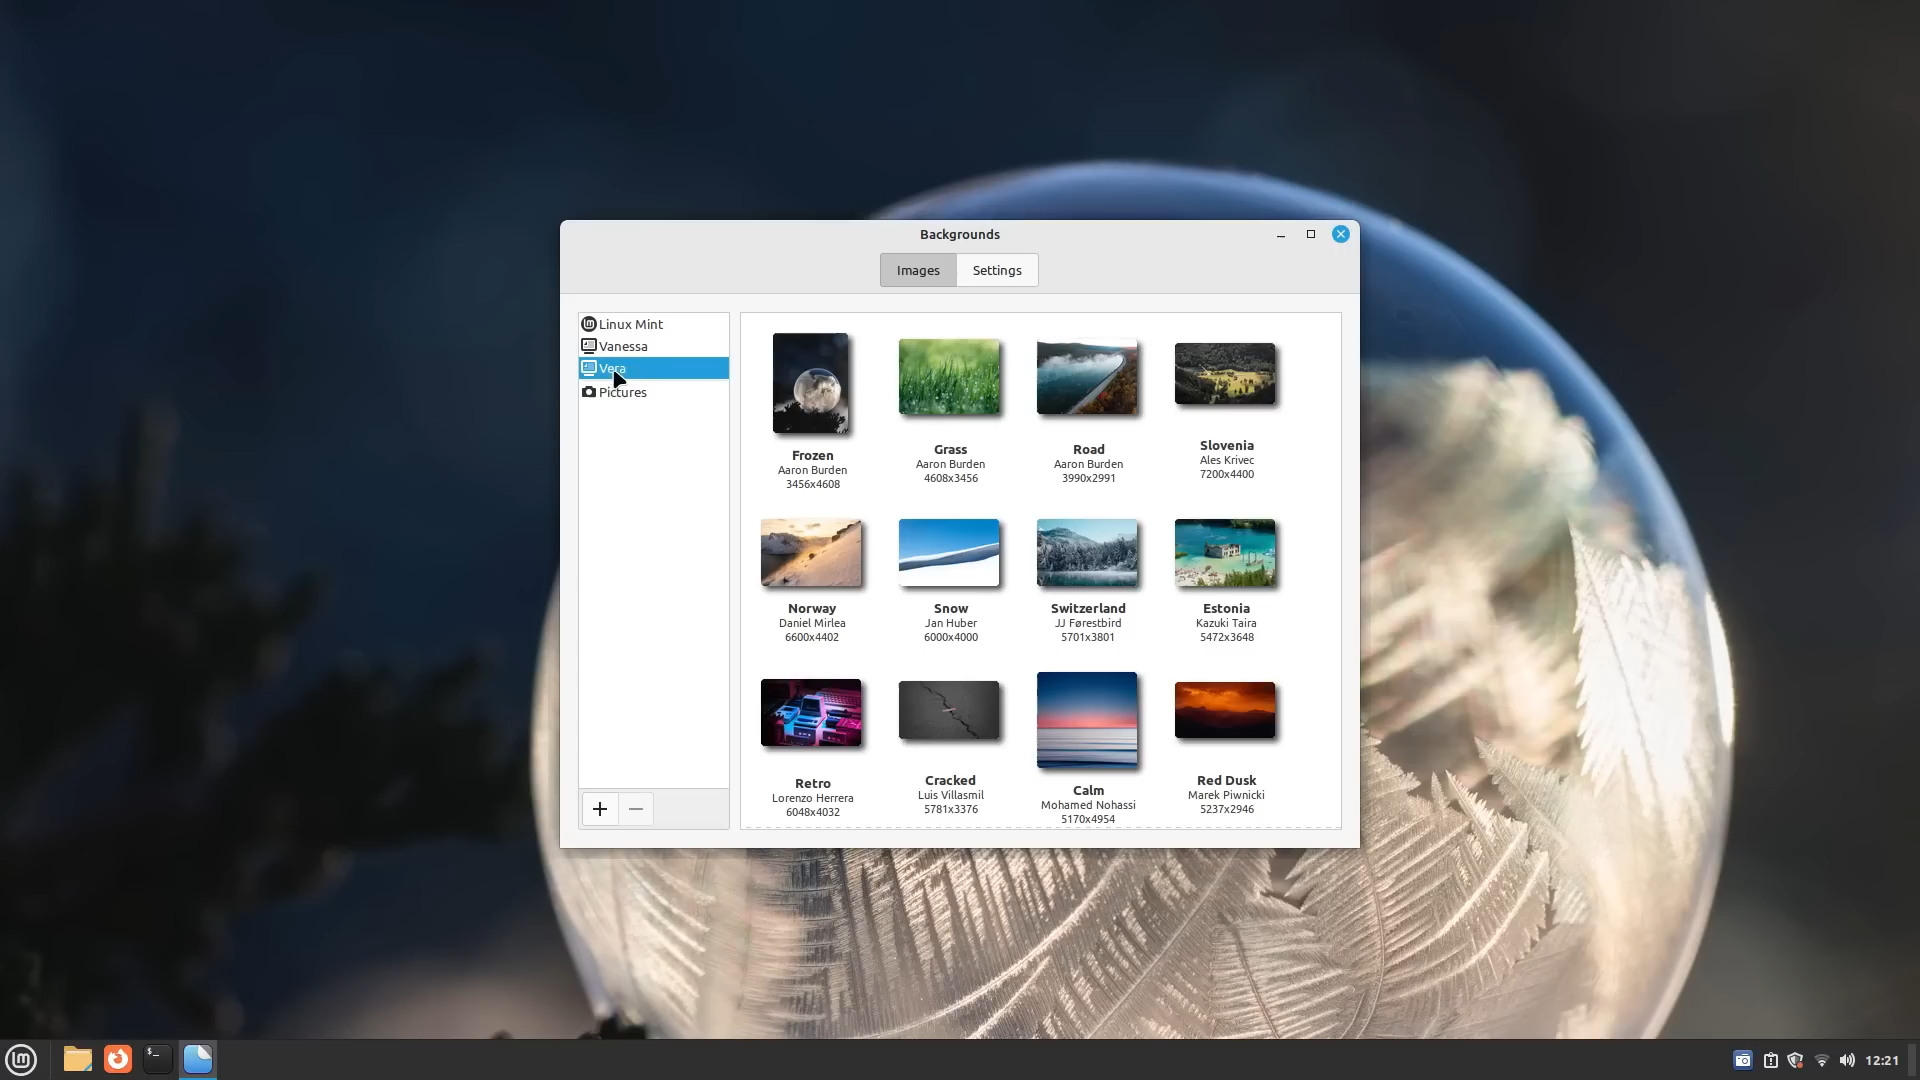 Backgrounds
Images
Settings
Linux Mint
Vanessa
Vera
Pictures
Frozen
Aaron Burden
3456x4608
Grass
Aaron Burden
4608x3456
Road
Aaron Burden
3990x2991
Slovenia
Ales Krivec
7200x4400
Norway
Daniel Mirlea
6600x4402
Snow
Jan Huber
6000x4000
Switzerland
JJ Førestbird
5701x3801
Estonia
Kazuki Taira
5472x3648
Retro
Lorenzo Herrera
6048x4032
Cracked
Luis Villasmil
5781x3376
Calm
Mohamed Nohassi
5170x4954
Red Dusk
Marek Piwnicki
5237x2946
12:21